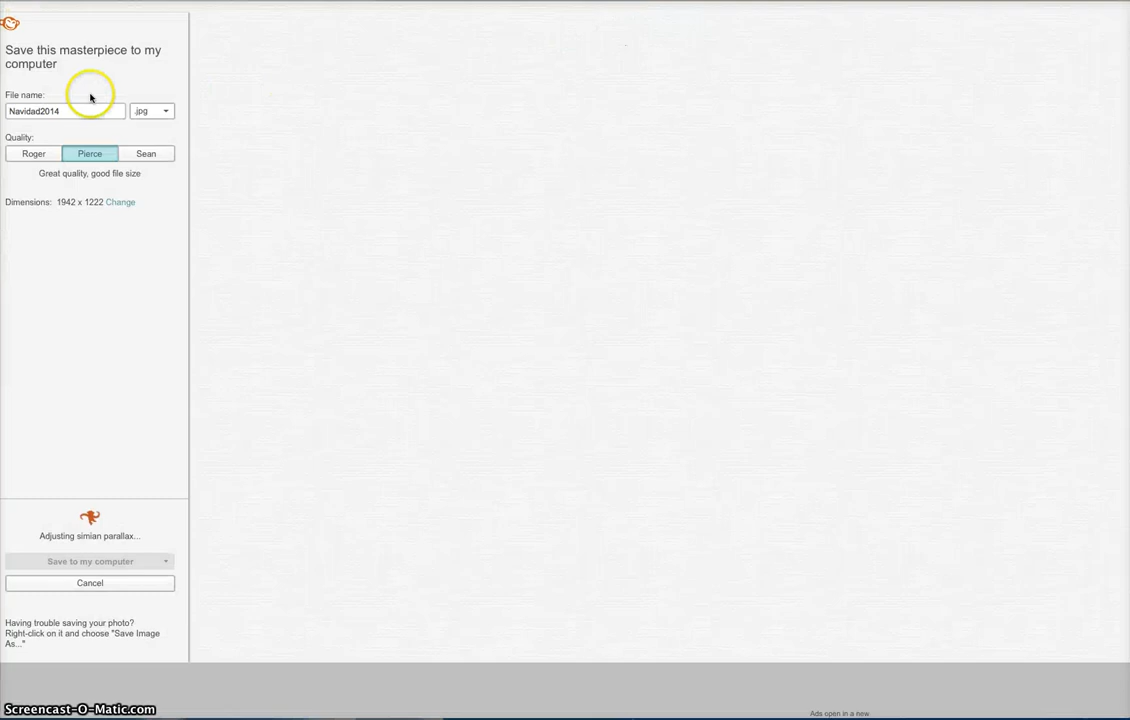 Save this masterpiece to my
computer
File name:
Navidad2014 .jpg
Quality:
Roger Pierce Sean
Great quality, good file size
Dimensions: 1942 x 1222 Change
Adjusting simian parallax...
Save to my computer
Cancel
Having trouble saving your photo?
Right-click on it and choose "Save Image
As..."
Screencast-O-Matic.com
Ads open in a new